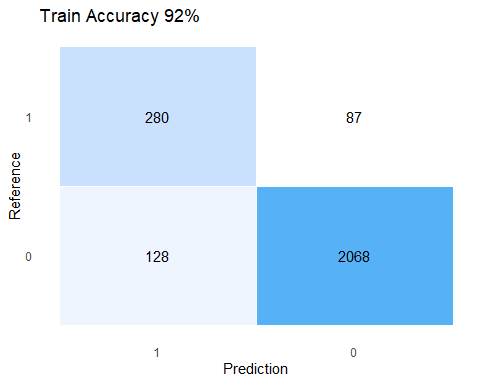 Train Accuracy 92%
1
280
87
Reference
0
128
2068
1
0
Prediction